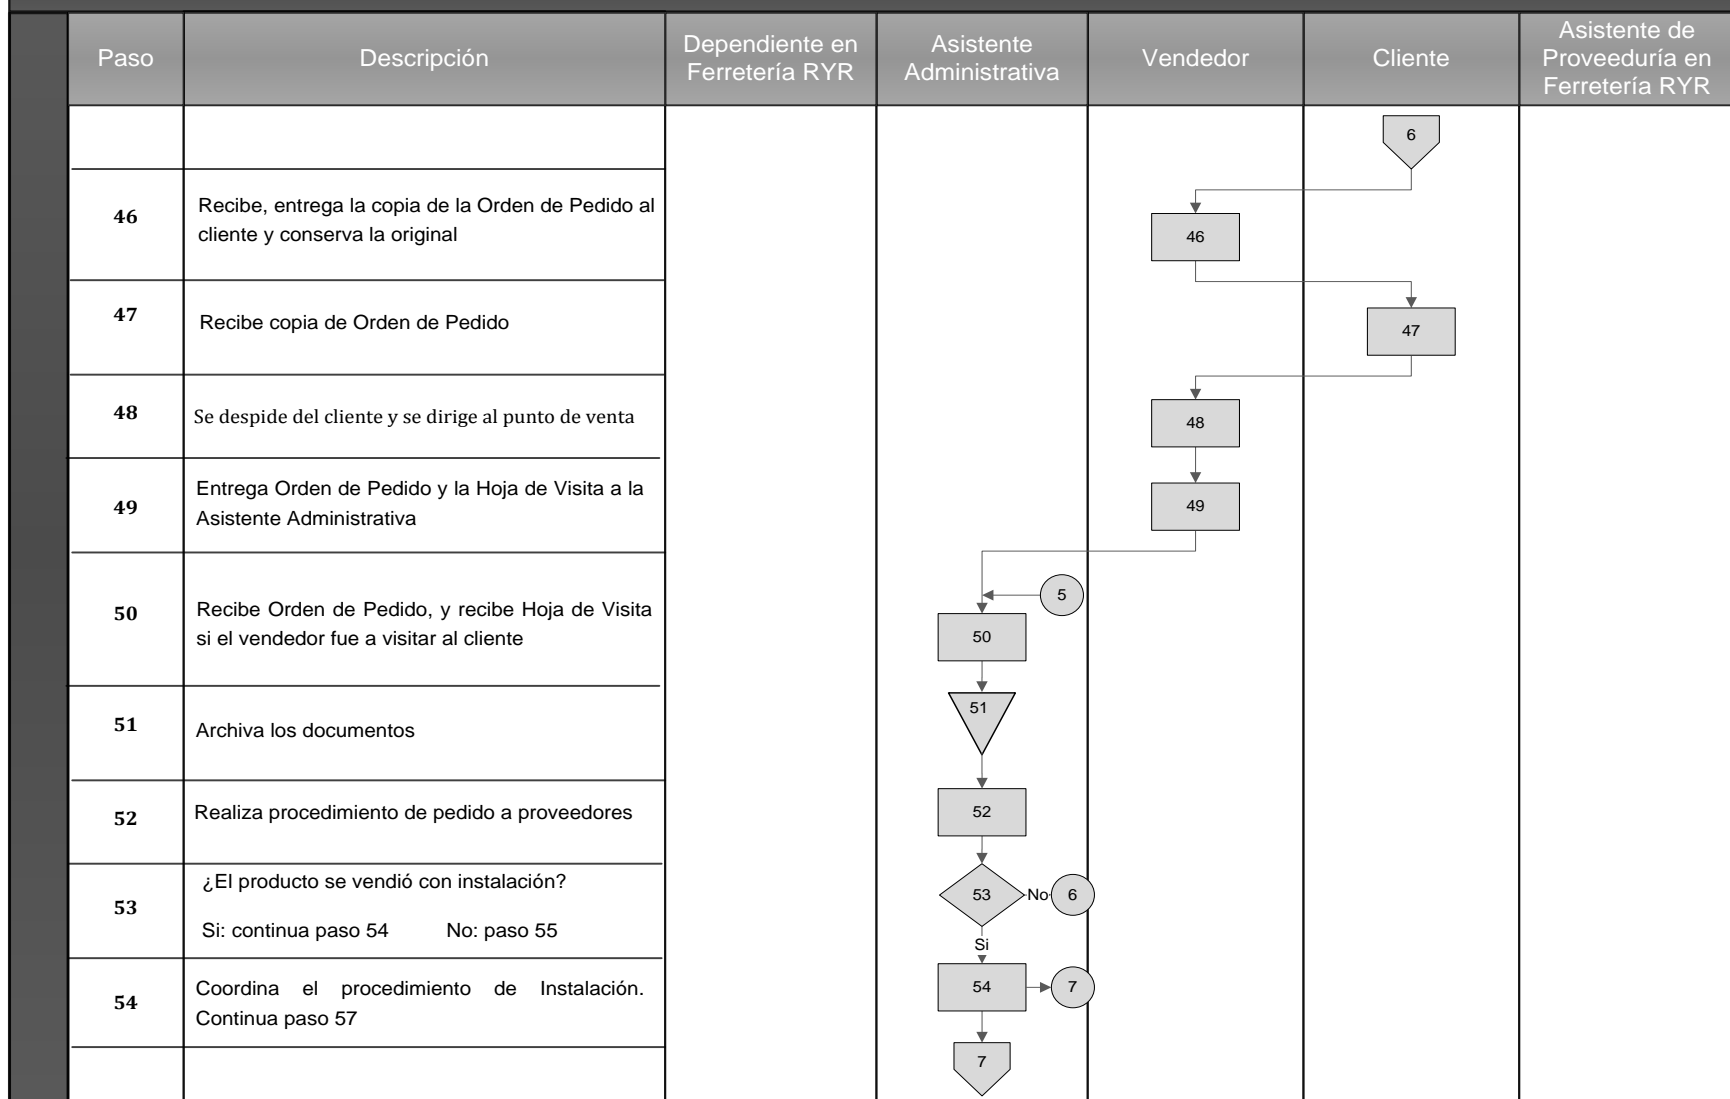 Paso
Descripción
Dependiente en
Ferretería RYR
Asistente
Administrativa
Vendedor
Cliente
Asistente de
Proveeduría en
Ferretería RYR
6
46
Recibe, entrega la copia de la Orden de Pedido al
cliente y conserva la original
46
47
Recibe copia de Orden de Pedido
47
48
Se despide del cliente y se dirige al punto de venta
48
49
Entrega Orden de Pedido y la Hoja de Visita a la
Asistente Administrativa
49
5
50
Recibe Orden de Pedido, y recibe Hoja de Visita
si el vendedor fue a visitar al cliente
50
51
Archiva los documentos
51
52
Realiza procedimiento de pedido a proveedores
52
53
¿El producto se vendió con instalación?
Si: continua paso 54 No: paso 55
53
No
6
Si
54
Coordina el procedimiento de Instalación.
Continua paso 57
54
7
7